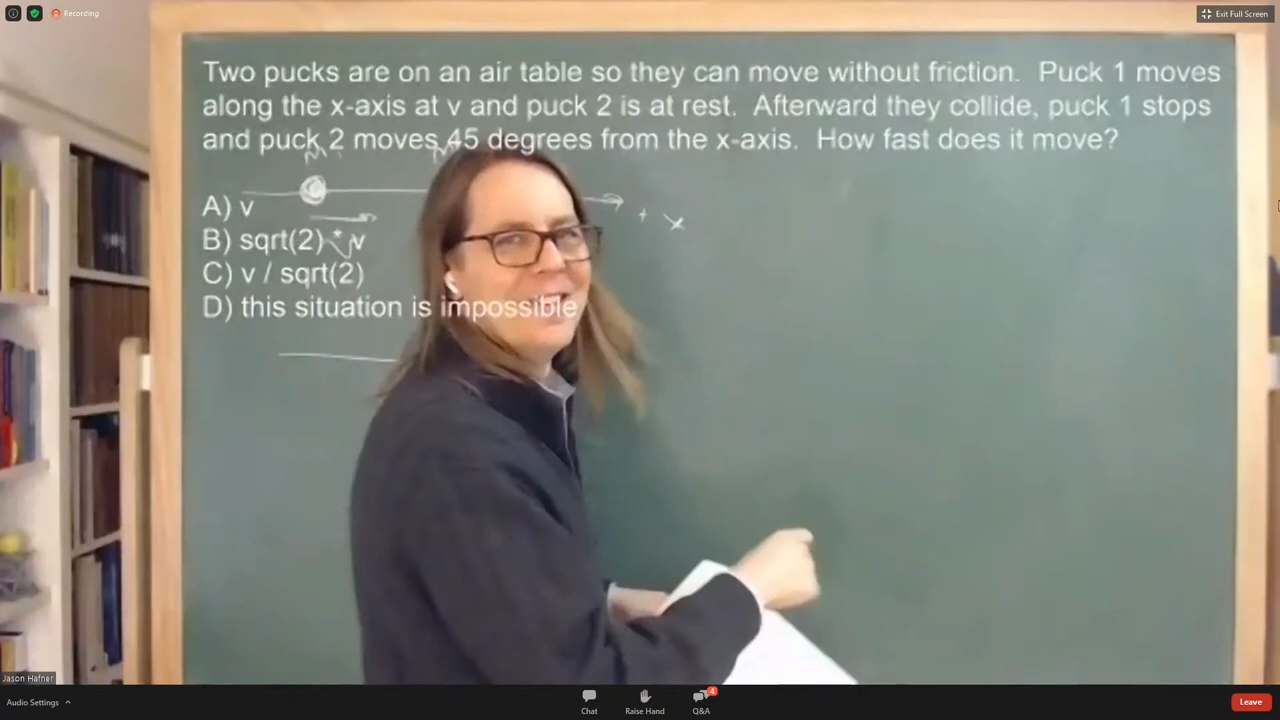 Recording
Exit Full Screen
Two pucks are on an air table so they can move without friction. Puck 1 moves
along the x-axis at v and puck 2 is at rest. Afterward they collide, puck 1 stops
and puck 2 moves 45 degrees from the x-axis. How fast does it move?
m
m
+ x
A) v
B) sqrt(2) * v
C) v / sqrt(2)
D) this situation is impossible
Jason Hafner
Audio Settings
Chat
Raise Hand
4
Q&A
Leave